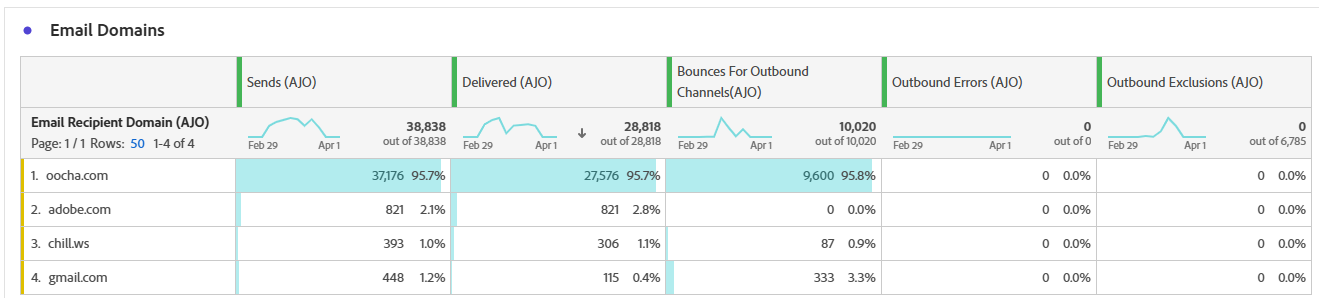 Email Domains
Sends (AJO)
Delivered (AJO)
Bounces For Outbound
Channels(AJO)
Outbound Errors (AJO)
Outbound Exclusions (AJO)
Email Recipient Domain (AJO)
Page: 1 / 1 Rows: 50 1-4 of 4
Feb 29 Apr 1 38,838 out of 38,838
Feb 29 Apr 1 28,818 out of 28,818
Feb 29 Apr 1 10,020 out of 10,020
Feb 29 Apr 1 0 out of 0
Feb 29 Apr 1 0 out of 6,785
1. oocha.com 37,176 95.7% 27,576 95.7% 9,600 95.8% 0 0.0% 0 0.0%
2. adobe.com 821 2.1% 821 2.8% 0 0.0% 0 0.0% 0 0.0%
3. chill.ws 393 1.0% 306 1.1% 87 0.9% 0 0.0% 0 0.0%
4. gmail.com 448 1.2% 115 0.4% 333 3.3% 0 0.0% 0 0.0%